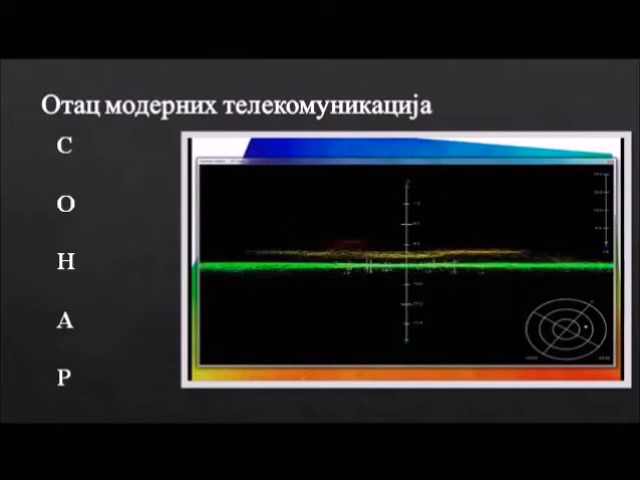 Отац модерних телекомуникација
С
О
Н
А
Р